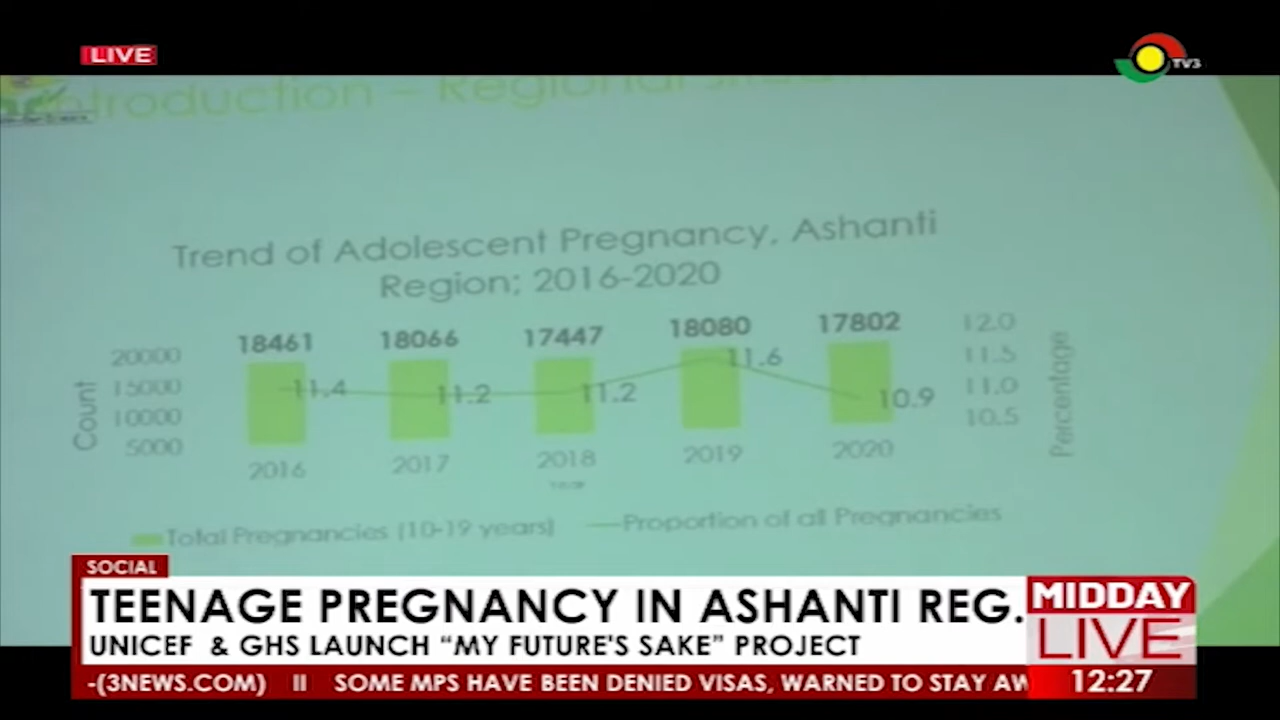 LIVE
TV3
Introduction – Regional
Trend of Adolescent Pregnancy, Ashanti
Region; 2016-2020
18461 18066 17447 18080 17802
20000 15000 10000 5000
Count
11.4 11.2 11.2 11.6 10.9
12.0 11.5 11.0 10.5
Percentage
2016 2017 2018 2019 2020
Total Pregnancies (10-19 years) Proportion of all Pregnancies
SOCIAL
TEENAGE PREGNANCY IN ASHANTI REG.
UNICEF & GHS LAUNCH “MY FUTURE'S SAKE” PROJECT
MIDDAY
LIVE
-(3NEWS.COM) II SOME MPS HAVE BEEN DENIED VISAS, WARNED TO STAY AW
12:27